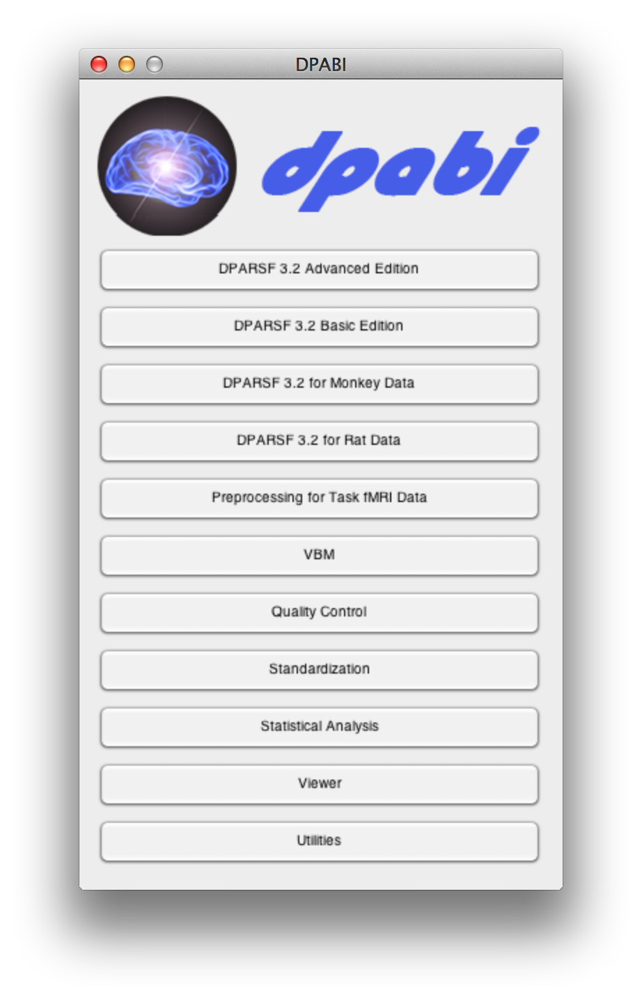 DPABI
dpabi
DPARSF 3.2 Advanced Edition
DPARSF 3.2 Basic Edition
DPARSF 3.2 for Monkey Data
DPARSF 3.2 for Rat Data
Preprocessing for Task fMRI Data
VBM
Quality Control
Standardization
Statistical Analysis
Viewer
Utilities